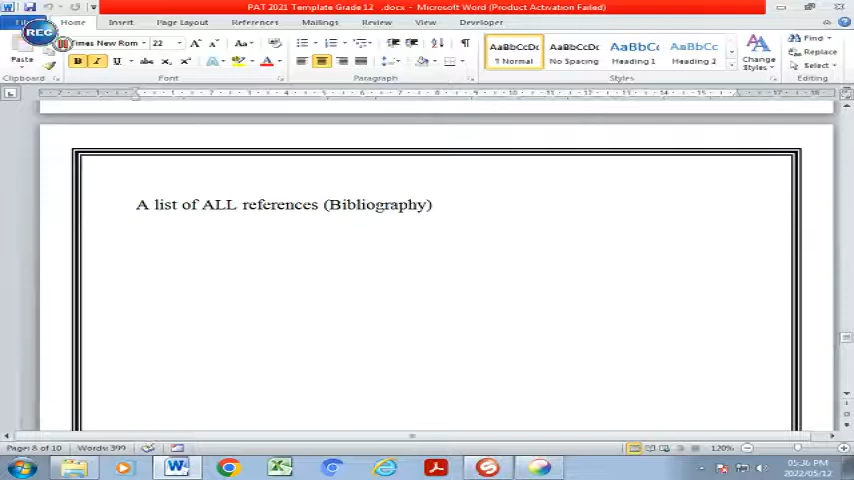 PAT 2021 Template Grade 12 .docx - Microsoft Word (Product Activation Failed)
Home Insert Page Layout References Mailings Review View Developer
REC
Times New Rom 22
Paste
Find
Replace
Select
AaBbCcDc AaBbCcDc AaBbCc AaBbCc
¶ Normal No Spacing Heading 1 Heading 2
Change Styles
Clipboard Font Paragraph Styles Editing
A list of ALL references (Bibliography)
Page: 8 of 10 Words: 399 120%
05:36 PM
2022/05/12